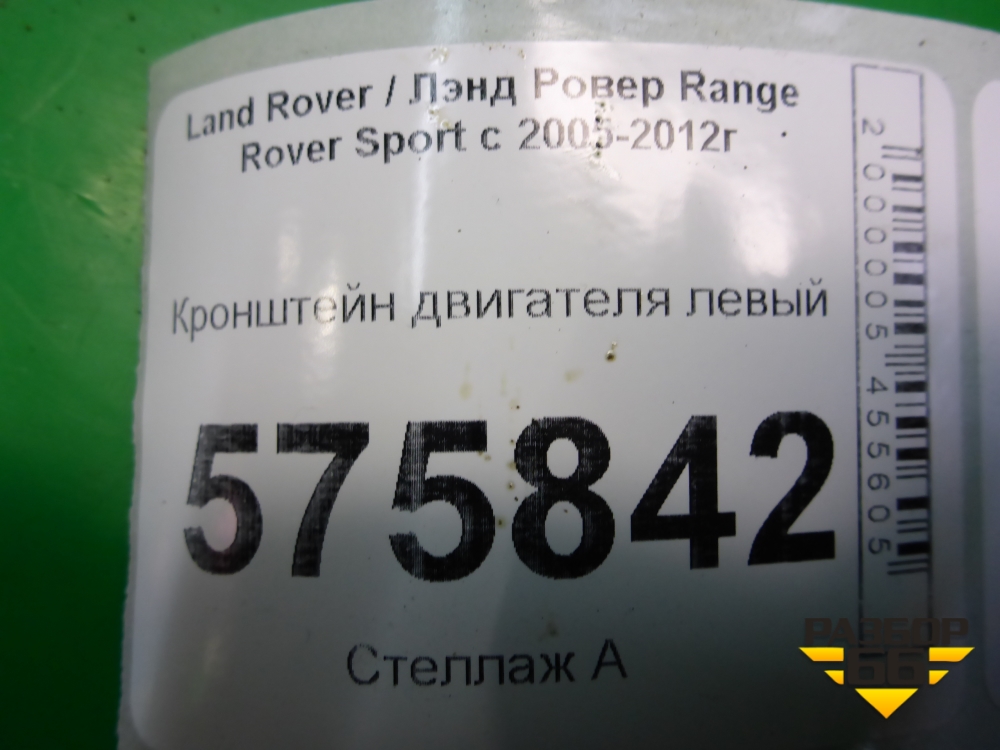 Land Rover / Лэнд Ровер Range
Rover Sport с 2005-2012г
Кронштейн двигателя левый
575842
Стеллаж А
2000005455605
РАЗБОР
66